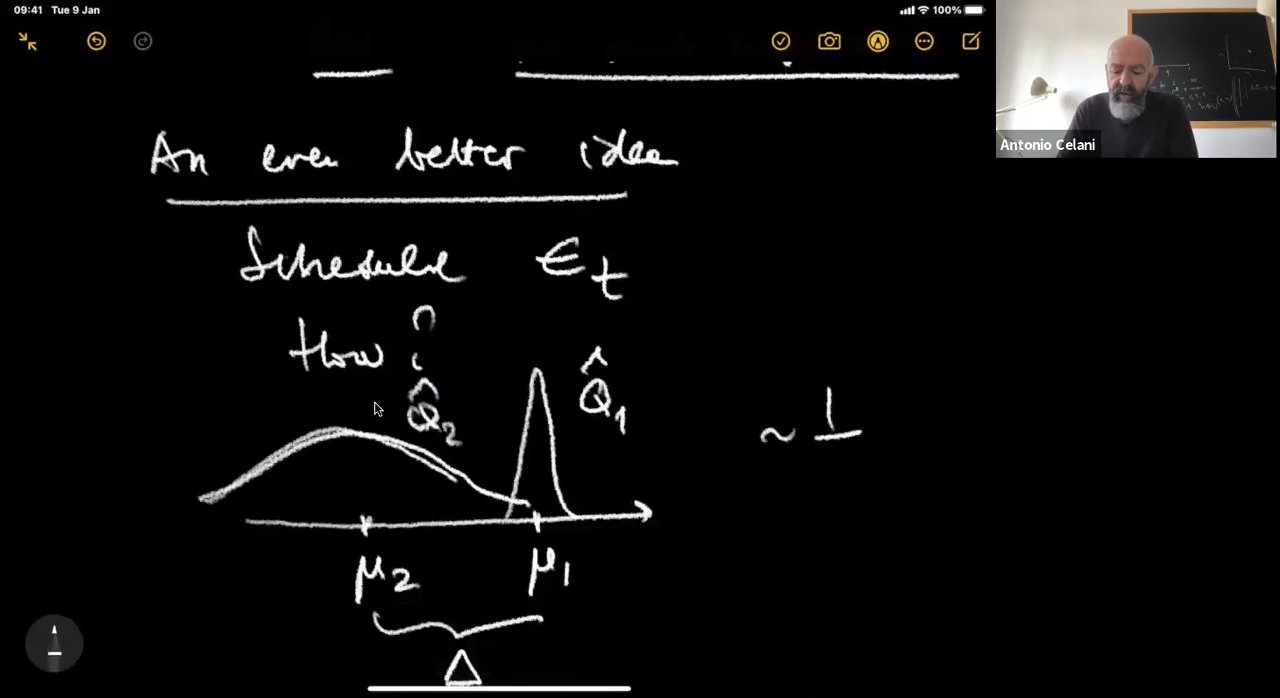 09:41 Tue 9 Jan
100%
Antonio Celani
An even better idea
Schedule ϵ_t
How ?
Q̂_2
Q̂_1
~ 1
μ_2
μ_1
Δ